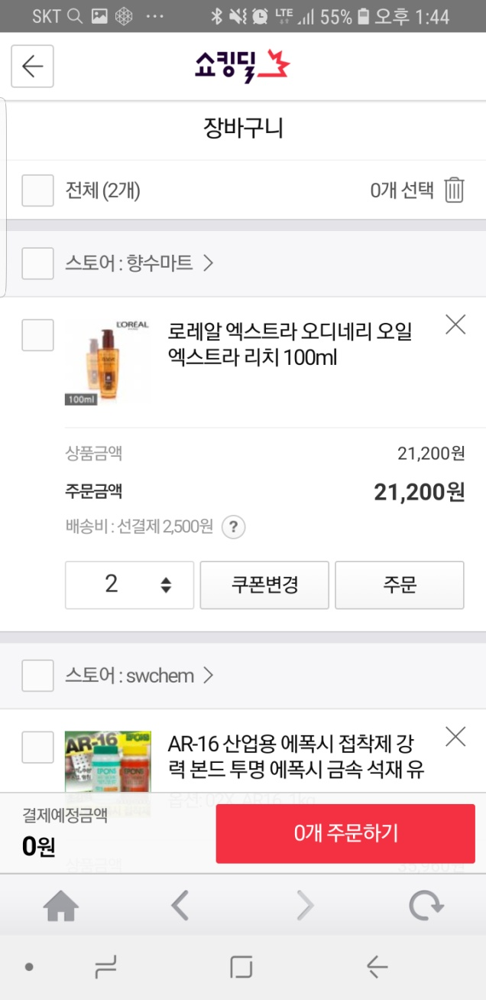 SKT LTE 55% 오후 1:44
쇼킹딜
장바구니
전체 (2개) 0개 선택
스토어 : 향수마트 >
L'ORÉAL
100ml
로레알 엑스트라 오디네리 오일
엑스트라 리치 100ml
상품금액 21,200원
주문금액 21,200원
배송비 : 선결제 2,500원 ?
2 쿠폰변경 주문
스토어 : swchem >
AR-16 EPONS
EPONS EPONS
AR-16 산업용 에폭시 접착제 강
력 본드 투명 에폭시 금속 석재 유
옵션: 02X_AR16_1kg
결제예정금액
0원
0개 주문하기
상품금액